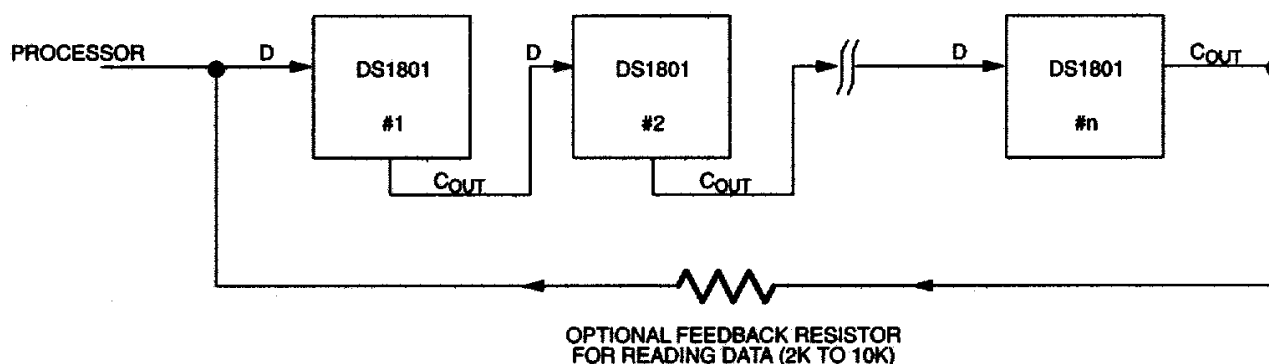 PROCESSOR
D
DS1801
#1
COUT
D
DS1801
#2
COUT
D
DS1801
#n
COUT
OPTIONAL FEEDBACK RESISTOR
FOR READING DATA (2K TO 10K)